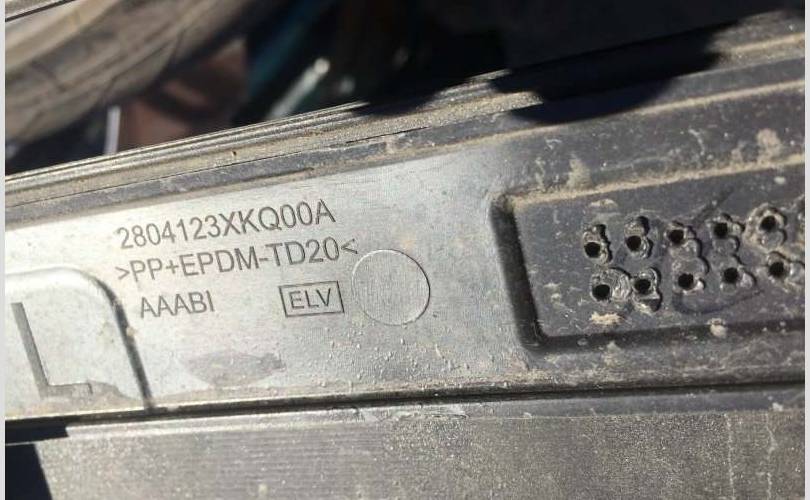 2804123XKQ00A
>PP+EPDM-TD20<
AAABI
ELV
L